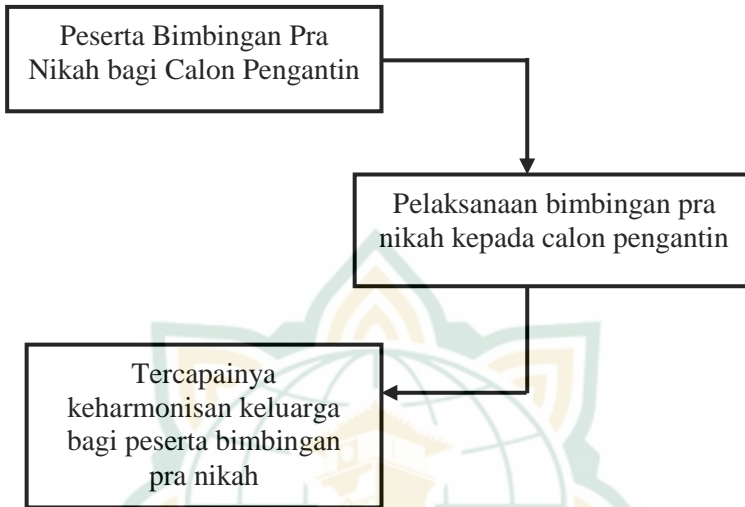 Peserta Bimbingan Pra
Nikah bagi Calon Pengantin
Pelaksanaan bimbingan pra
nikah kepada calon pengantin
Tercapainya
keharmonisan keluarga
bagi peserta bimbingan
pra nikah